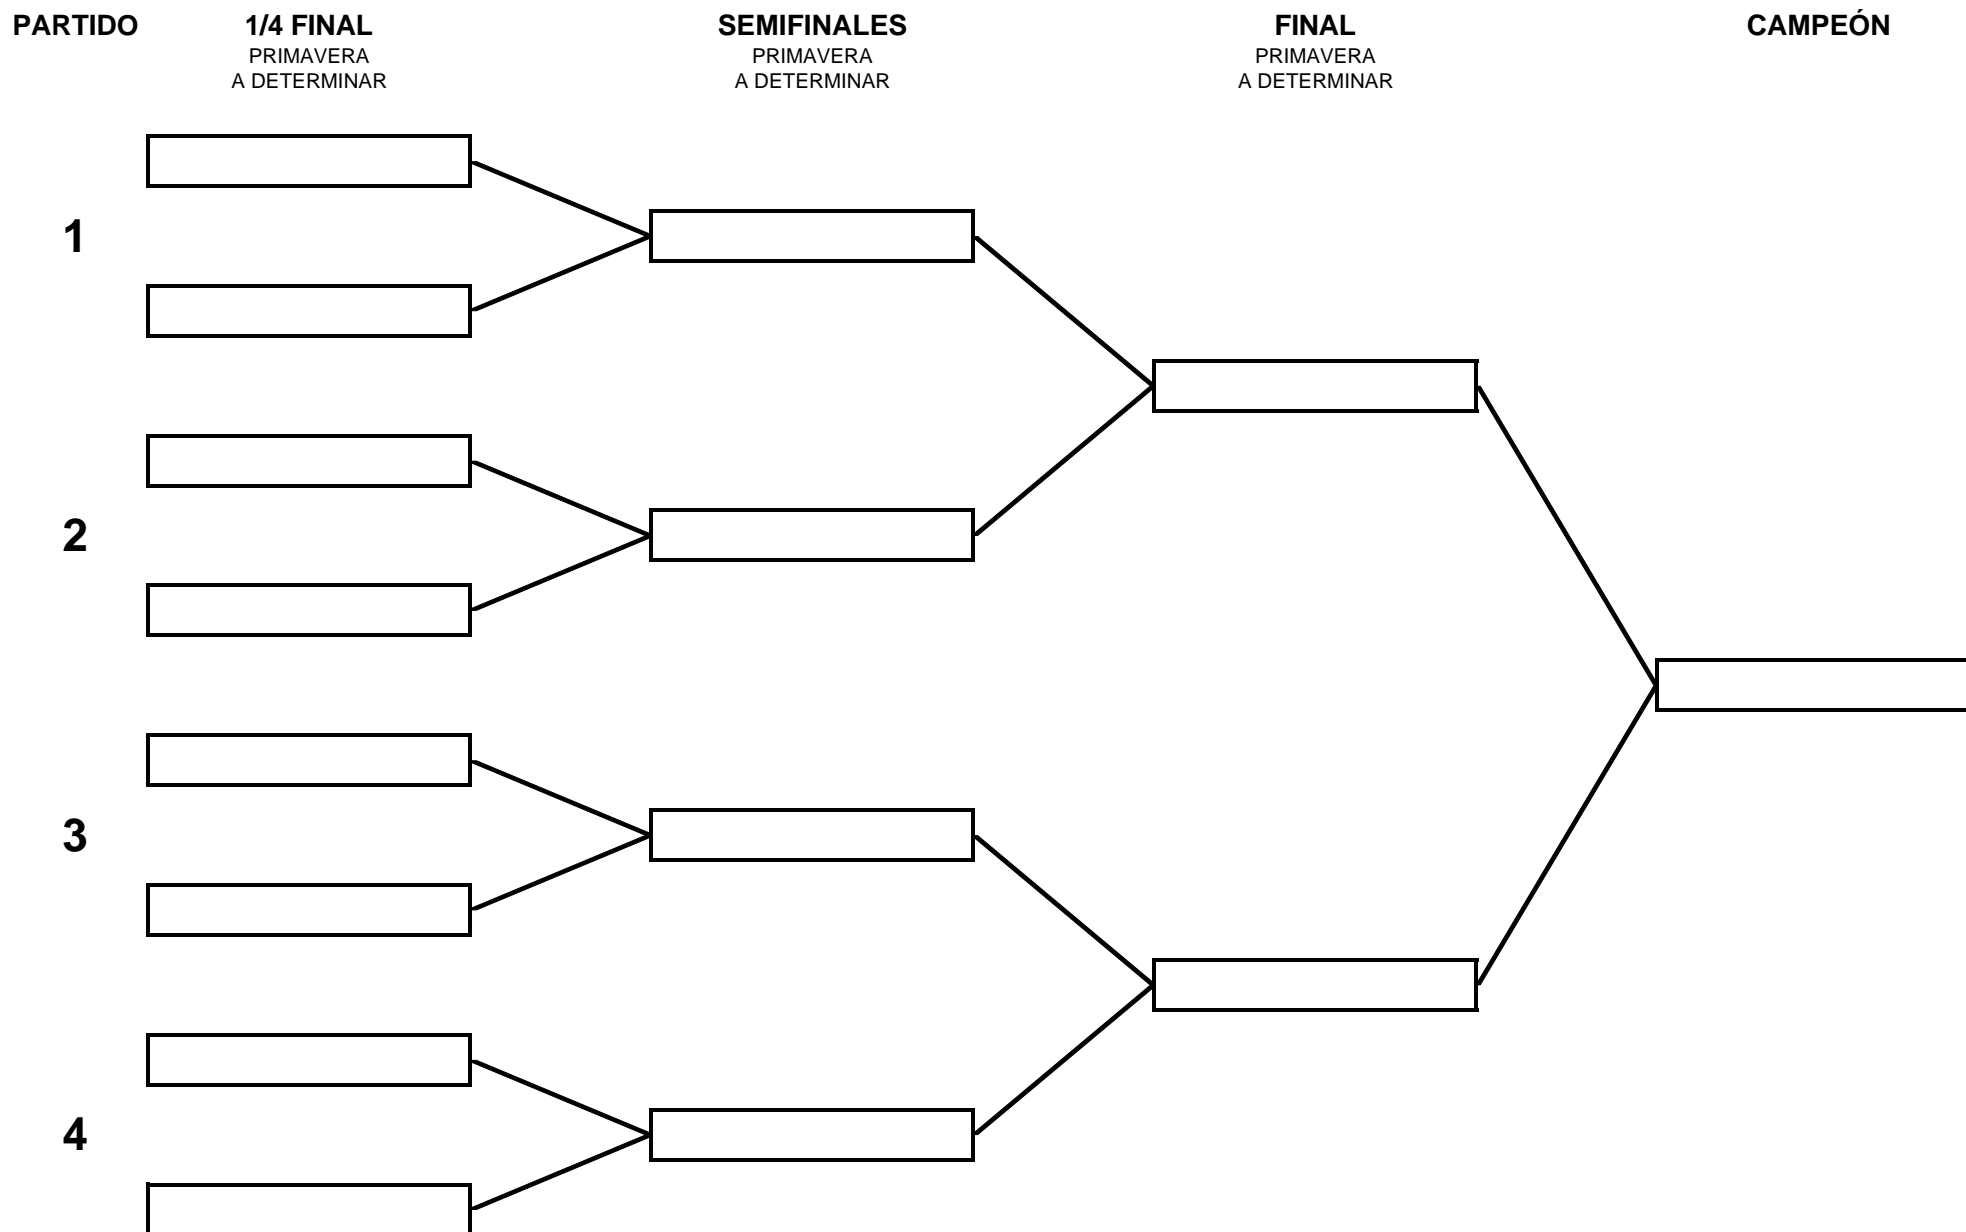 PARTIDO 1/4 FINAL SEMIFINALES FINAL CAMPEÓN
PRIMAVERA PRIMAVERA PRIMAVERA
A DETERMINAR A DETERMINAR A DETERMINAR
1
2
3
4